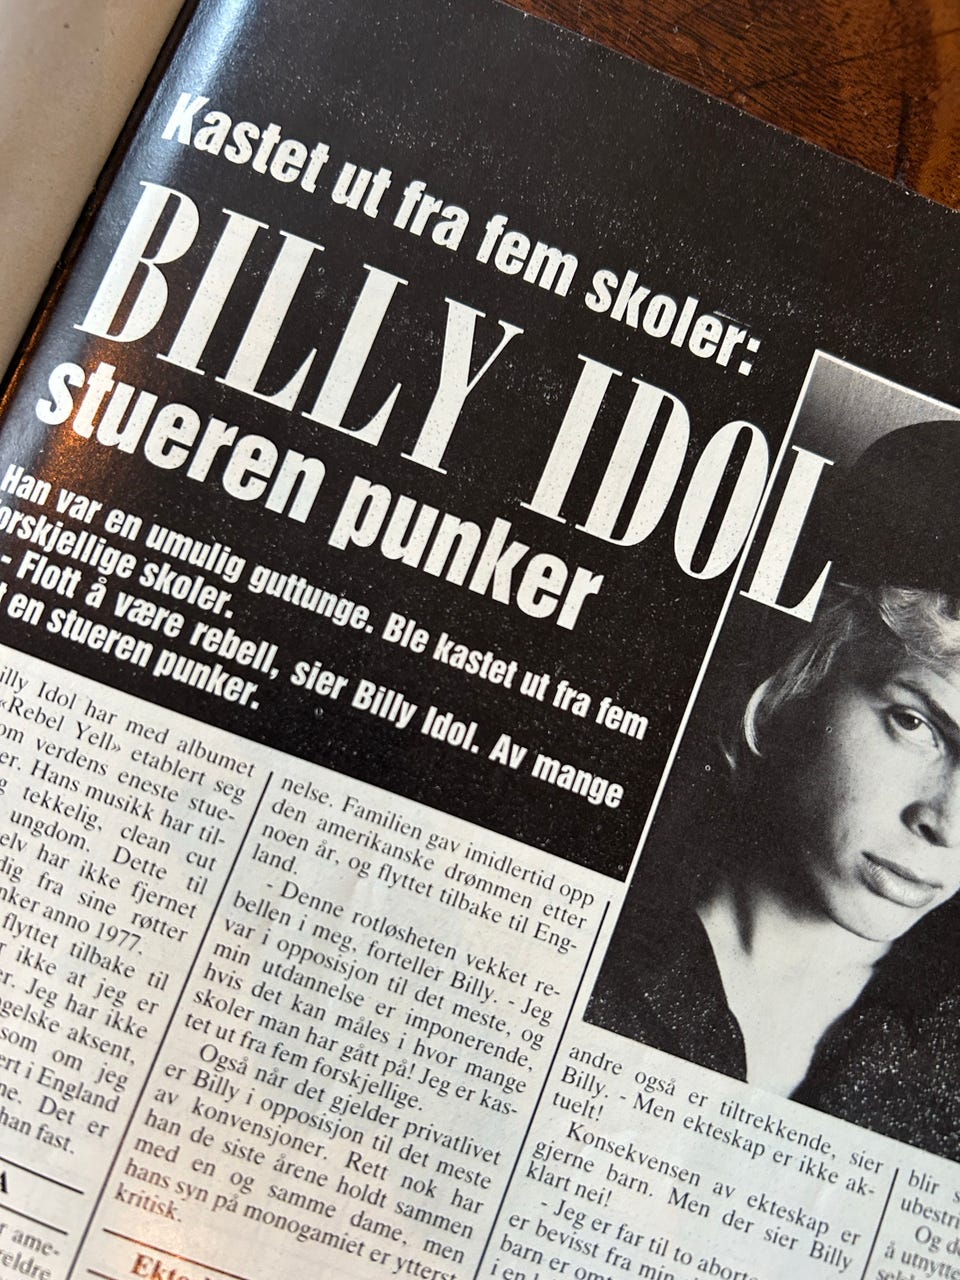 Kastet ut fra fem skoler:
BILLY IDOL
stueren punker
Han var en umulig guttunge. Ble kastet ut fra fem
forskjellige skoler.
- Flott å være rebell, sier Billy Idol. Av mange
en stueren punker.
Billy Idol har med albumet
«Rebel Yell» etablert seg
som verdens eneste stue-
Hans musikk har til-
tekkelig, clean cut
ungdom. Dette til
har ikke fjernet
fra sine røtter
anno 1977.
flyttet tilbake til
ikke at jeg er
Jeg har ikke
engelske aksent,
som om jeg
i England
Det er
han fast.
A
ame-
nelse. Familien gav imidlertid opp
den amerikanske drømmen etter
noen år, og flyttet tilbake til Eng-
land.
- Denne rotløsheten vekket re-
bellen i meg, forteller Billy. - Jeg
var i opposisjon til det meste, og
min utdannelse er imponerende,
hvis det kan måles i hvor mange
skoler man har gått på! Jeg er kas-
tet ut fra fem forskjellige.
Også når det gjelder privatlivet
er Billy i opposisjon til det meste
av konvensjoner. Rett nok har
han de siste årene holdt sammen
med en og samme dame, men
hans syn på monogamiet er ytterst
kritisk.
andre også er tiltrekkende, sier
Billy. - Men ekteskap er ikke ak-
tuelt!
Konsekvensen av ekteskap er
gjerne barn. Men der sier Billy
klart nei!
- Jeg er far til to
er bevisst fra min
barn er
i en
blir
Og
å